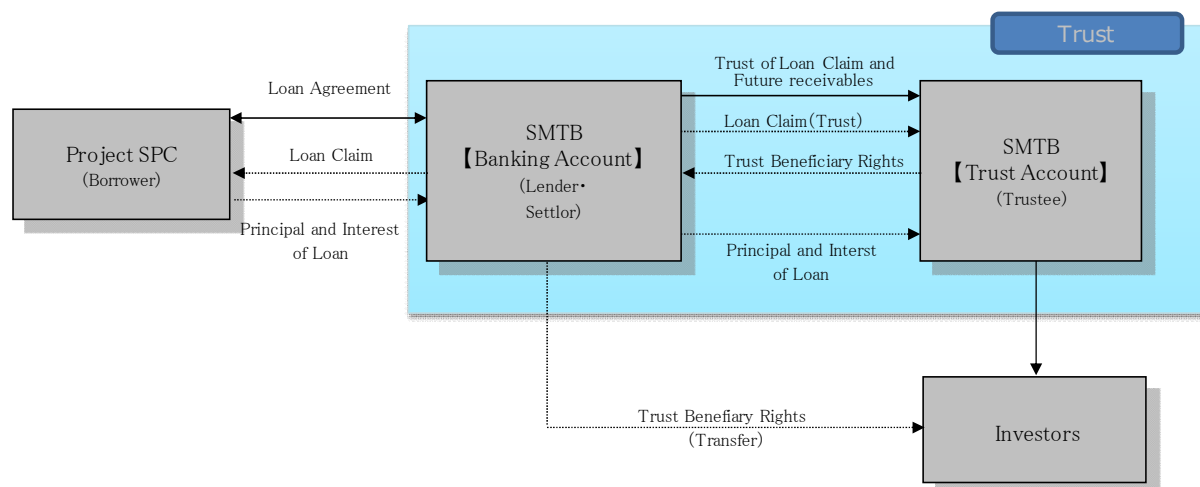 Trust
Loan Agreement
Trust of Loan Claim and
Future receivables
Project SPC
(Borrower)
Loan Claim
SMTB
【Banking Account】
(Lender・
Settlor)
Loan Claim(Trust)
Trust Beneficiary Rights
SMTB
【Trust Account】
(Trustee)
Principal and Interest
of Loan
Principal and Interst
of Loan
Trust Benefiary Rights
(Transfer)
Investors